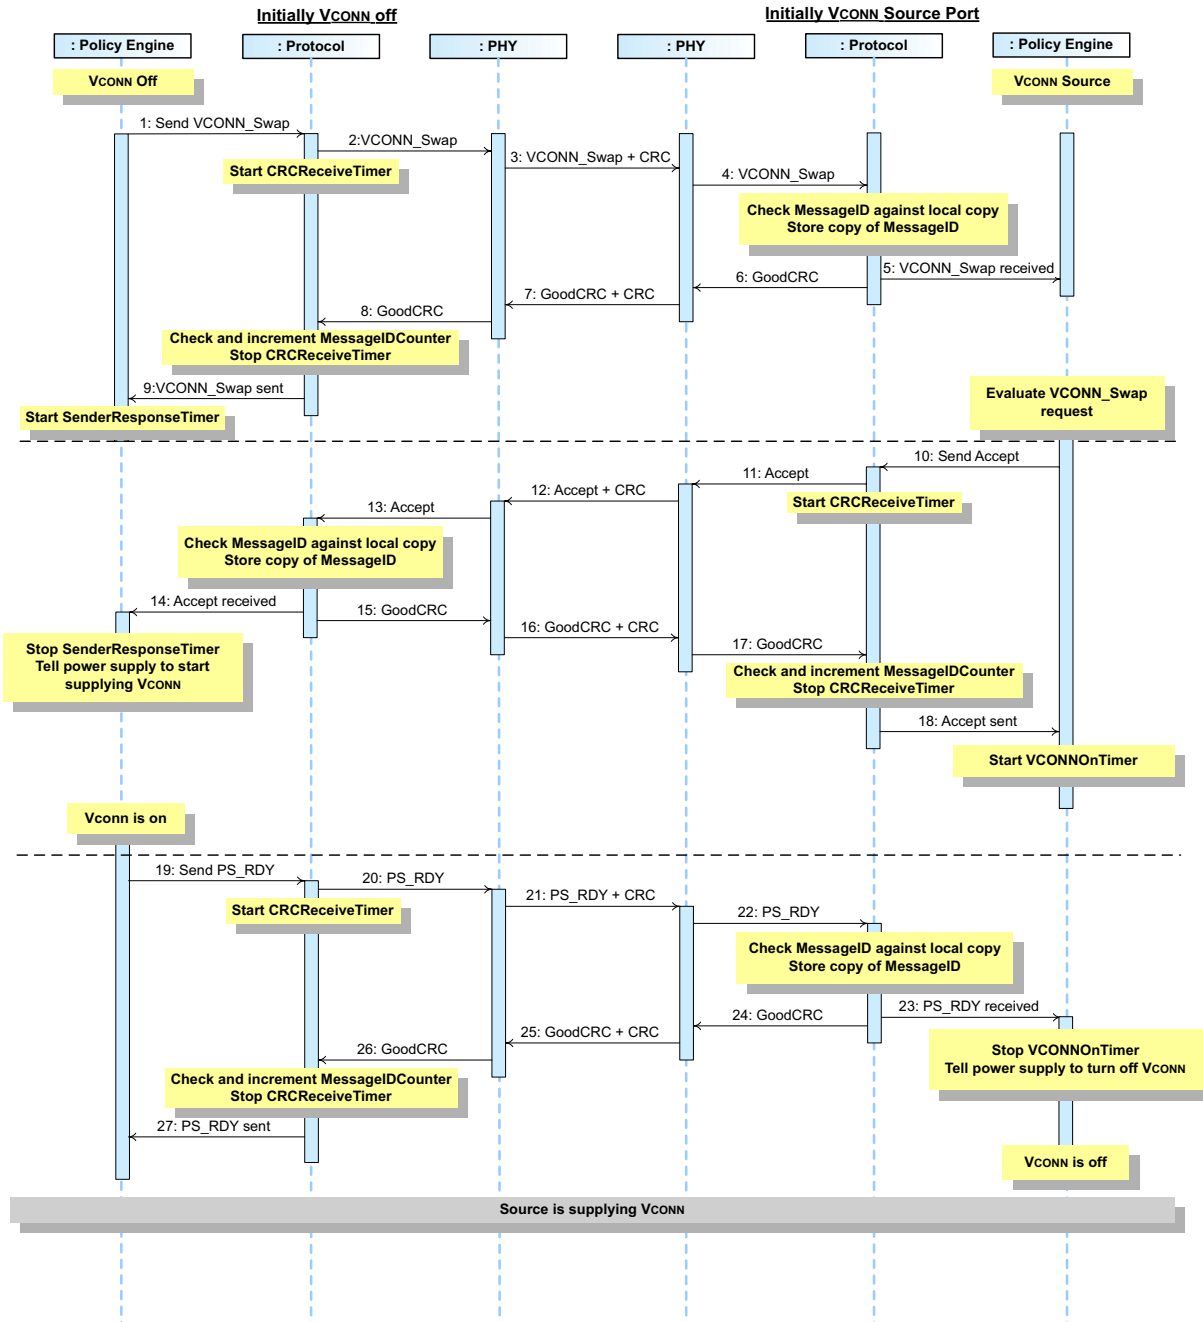 Initially VCONN off
Initially VCONN Source Port
: Policy Engine
: Protocol
: PHY
: PHY
: Protocol
: Policy Engine
VCONN Off
VCONN Source
1: Send VCONN_Swap
2:VCONN_Swap
Start CRCReceiveTimer
3: VCONN_Swap + CRC
4: VCONN_Swap
Check MessageID against local copy
Store copy of MessageID
5: VCONN_Swap received
6: GoodCRC
7: GoodCRC + CRC
8: GoodCRC
Check and increment MessageIDCounter
Stop CRCReceiveTimer
9:VCONN_Swap sent
Start SenderResponseTimer
Evaluate VCONN_Swap
request
10: Send Accept
11: Accept
Start CRCReceiveTimer
12: Accept + CRC
13: Accept
Check MessageID against local copy
Store copy of MessageID
14: Accept received
15: GoodCRC
Stop SenderResponseTimer
Tell power supply to start
supplying VCONN
16: GoodCRC + CRC
17: GoodCRC
Check and increment MessageIDCounter
Stop CRCReceiveTimer
18: Accept sent
Start VCONNOnTimer
Vconn is on
19: Send PS_RDY
20: PS_RDY
Start CRCReceiveTimer
21: PS_RDY + CRC
22: PS_RDY
Check MessageID against local copy
Store copy of MessageID
23: PS_RDY received
24: GoodCRC
25: GoodCRC + CRC
26: GoodCRC
Stop VCONNOnTimer
Tell power supply to turn off VCONN
Check and increment MessageIDCounter
Stop CRCReceiveTimer
27: PS_RDY sent
VCONN is off
Source is supplying VCONN